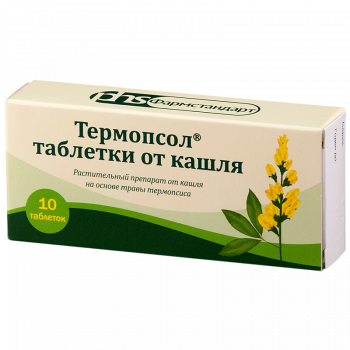 Фармстандарт
Термопсол®
таблетки от кашля
Растительный препарат от кашля
на основе травы термопсиса
10
таблеток